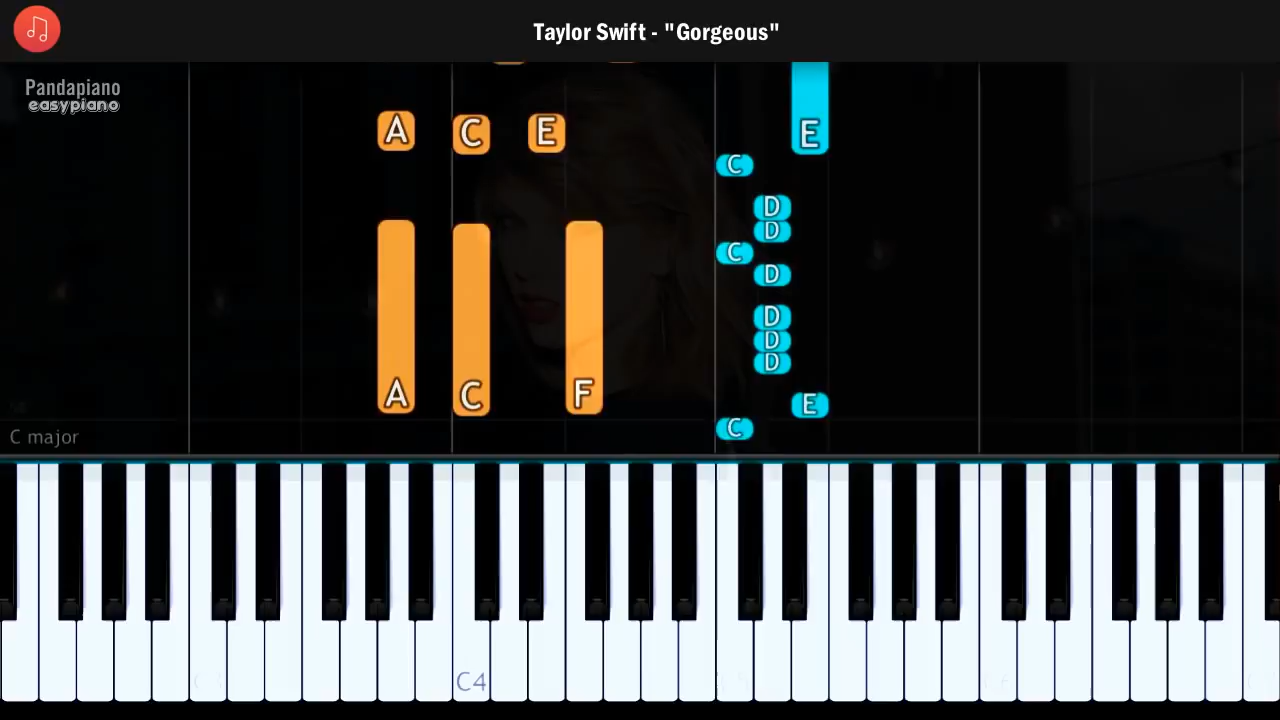 Taylor Swift - "Gorgeous"
Pandapiano
easypiano
A C E E
C
D
D
C
D
D
D
D
A C F E
C
C major
C4